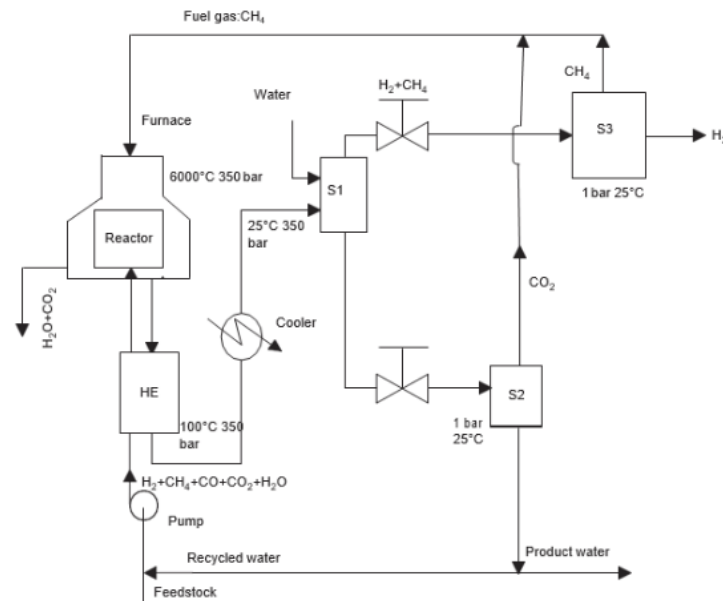 Fuel gas:CH₄
H₂+CH₄
CH₄
Water
Furnace
S3
H₂
6000°C 350 bar
S1
1 bar 25°C
Reactor
25°C 350
bar
H₂O+CO₂
CO₂
Cooler
HE
S2
100°C 350
bar
1 bar
25°C
H₂+CH₄+CO+CO₂+H₂O
Pump
Recycled water
Product water
Feedstock